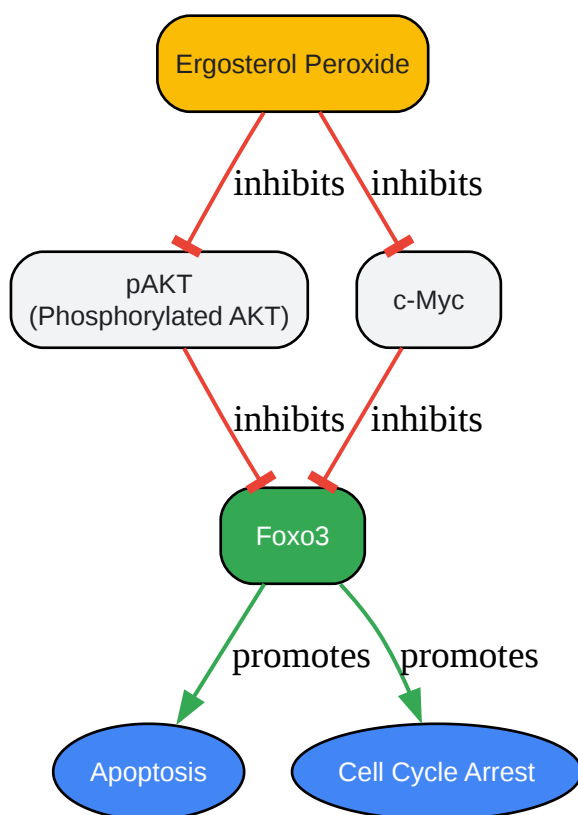 Ergosterol Peroxide
inhibits inhibits
pAKT
(Phosphorylated AKT)
c-Myc
inhibits inhibits
Foxo3
promotes promotes
Apoptosis
Cell Cycle Arrest